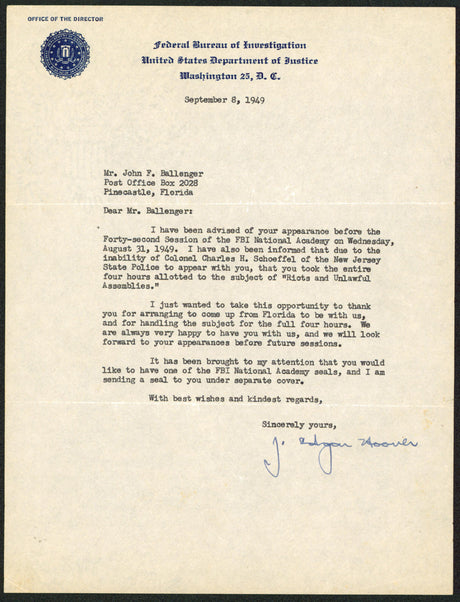 OFFICE OF THE DIRECTOR
Federal Bureau of Investigation
United States Department of Justice
Washington 25, D. C.
September 8, 1949
Mr. John F. Ballenger
Post Office Box 2028
Pinecastle, Florida
Dear Mr. Ballenger:
I have been advised of your appearance before the
Forty-second Session of the FBI National Academy on Wednesday,
August 31, 1949. I have also been informed that due to the
inability of Colonel Charles H. Schoeffel of the New Jersey
State Police to appear with you, that you took the entire
four hours allotted to the subject of "Riots and Unlawful
Assemblies."
I just wanted to take this opportunity to thank
you for arranging to come up from Florida to be with us,
and for handling the subject for the full four hours. We
are always very happy to have you with us, and we will look
forward to your appearances before future sessions.
It has been brought to my attention that you would
like to have one of the FBI National Academy seals, and I am
sending a seal to you under separate cover.
With best wishes and kindest regards,
Sincerely yours,
J. Edgar Hoover